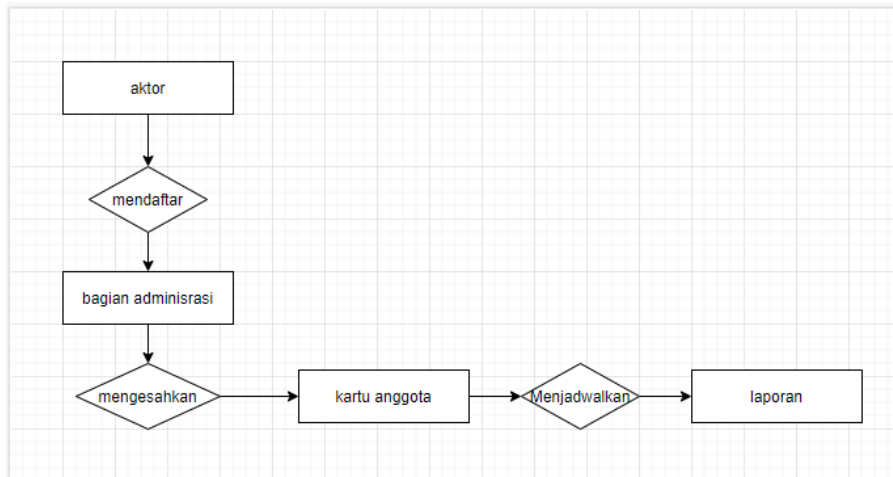 aktor
mendaftar
bagian adminisrasi
mengesahkan
kartu anggota
Menjadwalkan
laporan